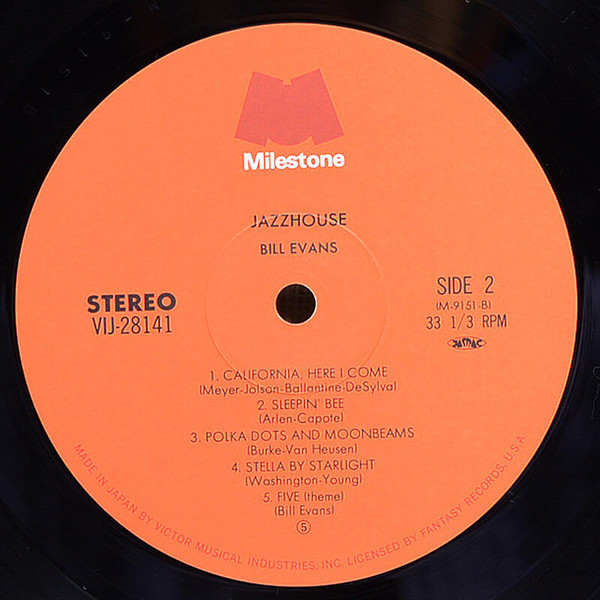 Milestone
JAZZHOUSE
BILL EVANS
STEREO
VIJ-28141
SIDE 2
(M-9151-B)
33 1/3 RPM
JASRAC
1. CALIFORNIA, HERE I COME
(Meyer-Jolson-Ballantine-DeSylva)
2. SLEEPIN' BEE
(Arlen-Capote)
3. POLKA DOTS AND MOONBEAMS
(Burke-Van Heusen)
4. STELLA BY STARLIGHT
(Washington-Young)
5. FIVE (theme)
(Bill Evans)
⑤
MADE IN JAPAN BY VICTOR MUSICAL INDUSTRIES, INC. LICENSED BY FANTASY RECORDS, U.S.A.